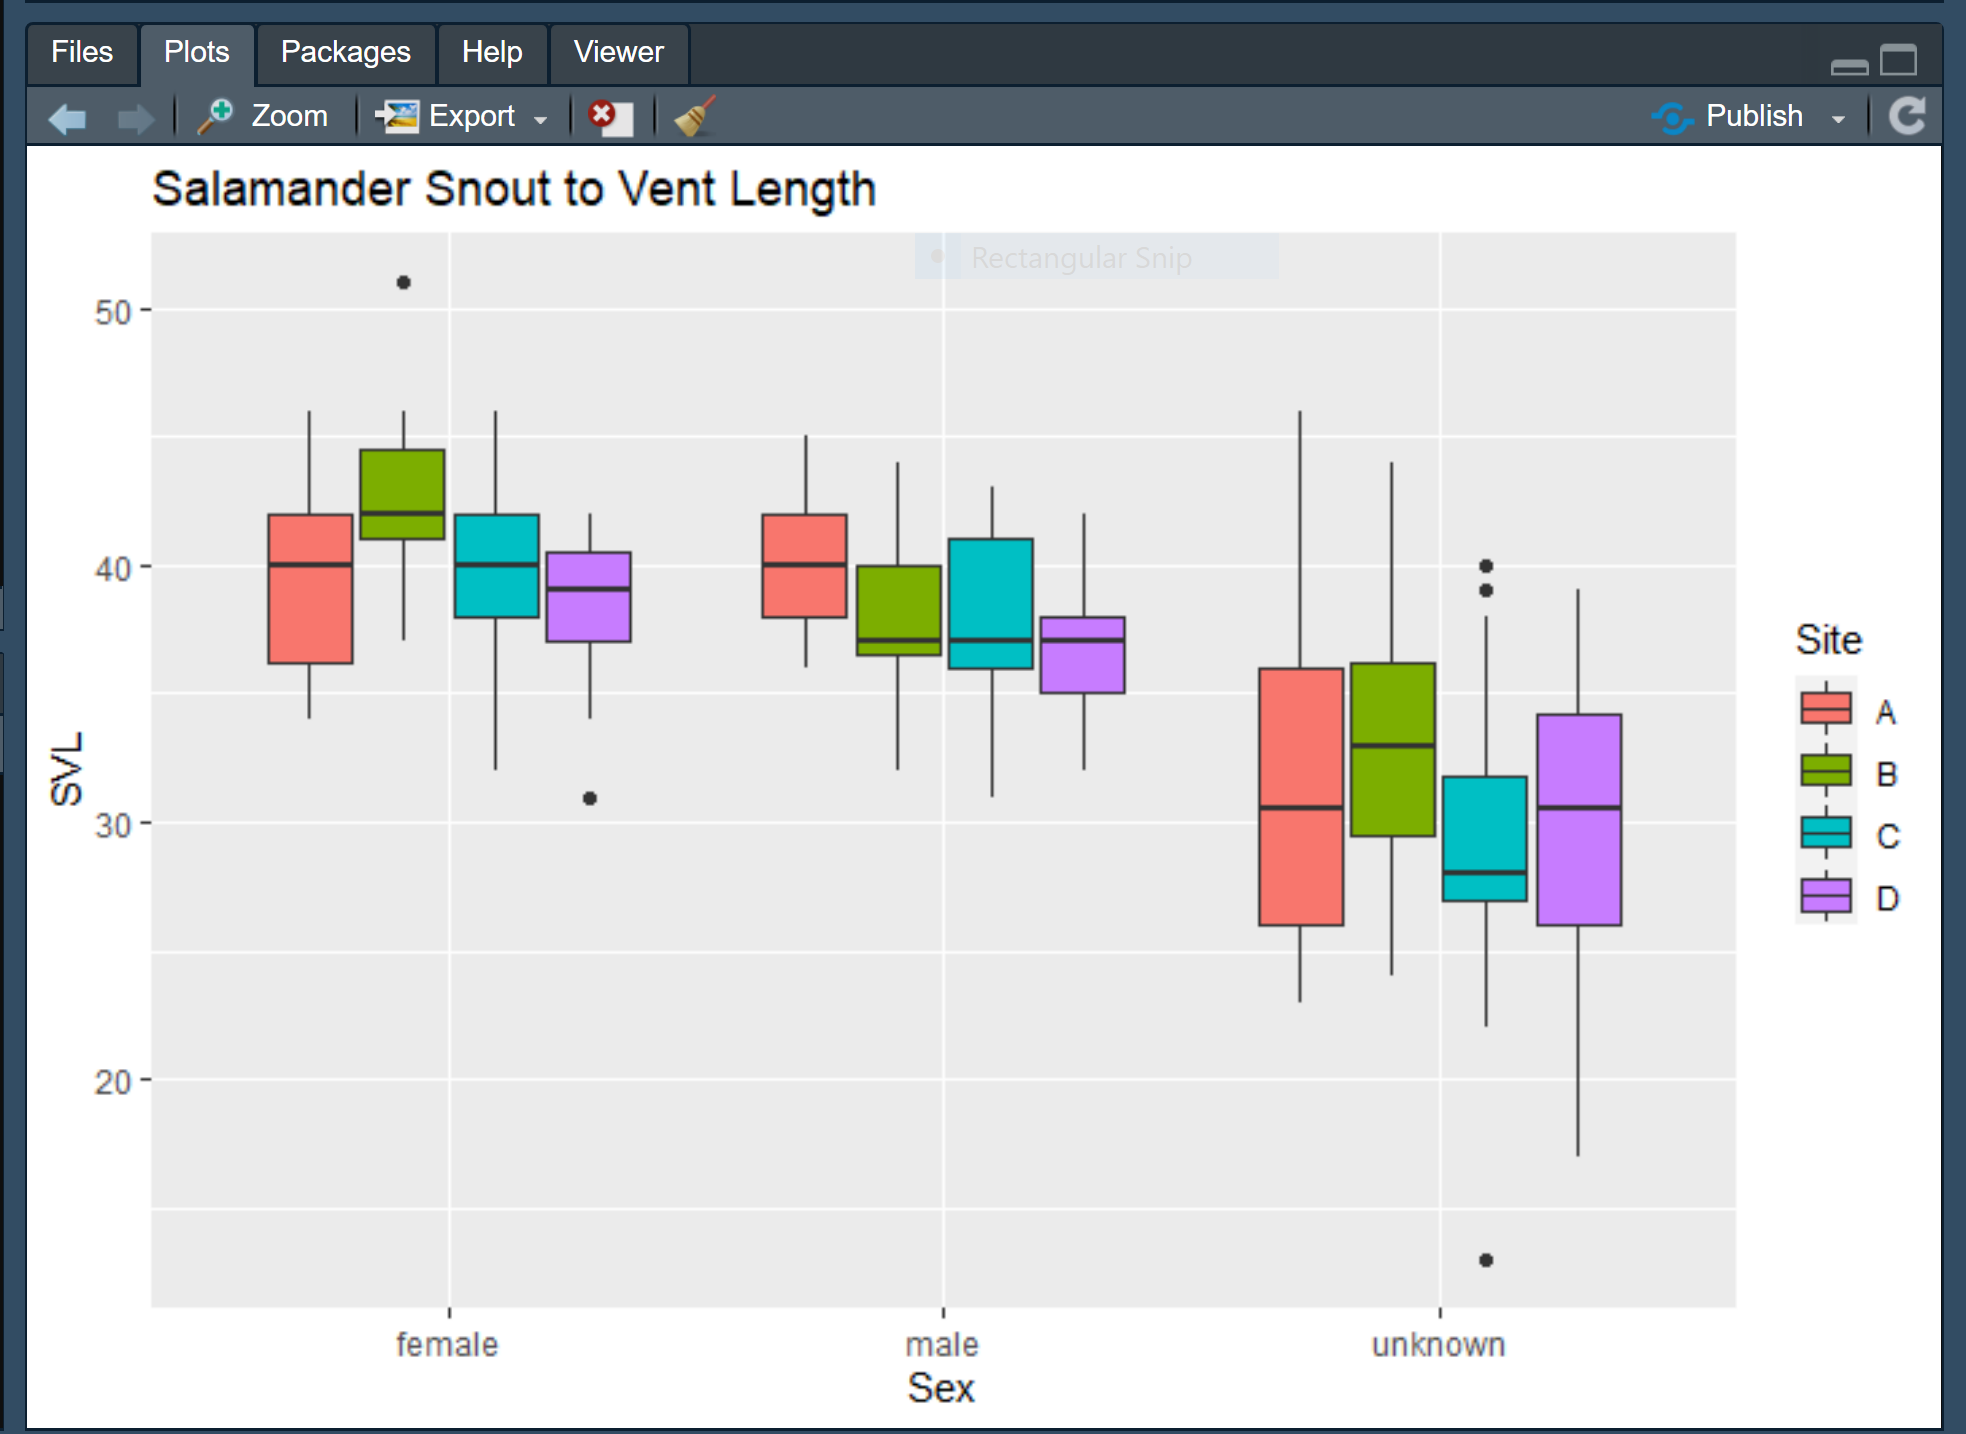 Files Plots Packages Help Viewer
Zoom Export Publish
Salamander Snout to Vent Length
Rectangular Snip
50
40
30
20
SVL
female male unknown
Sex
Site
A
B
C
D